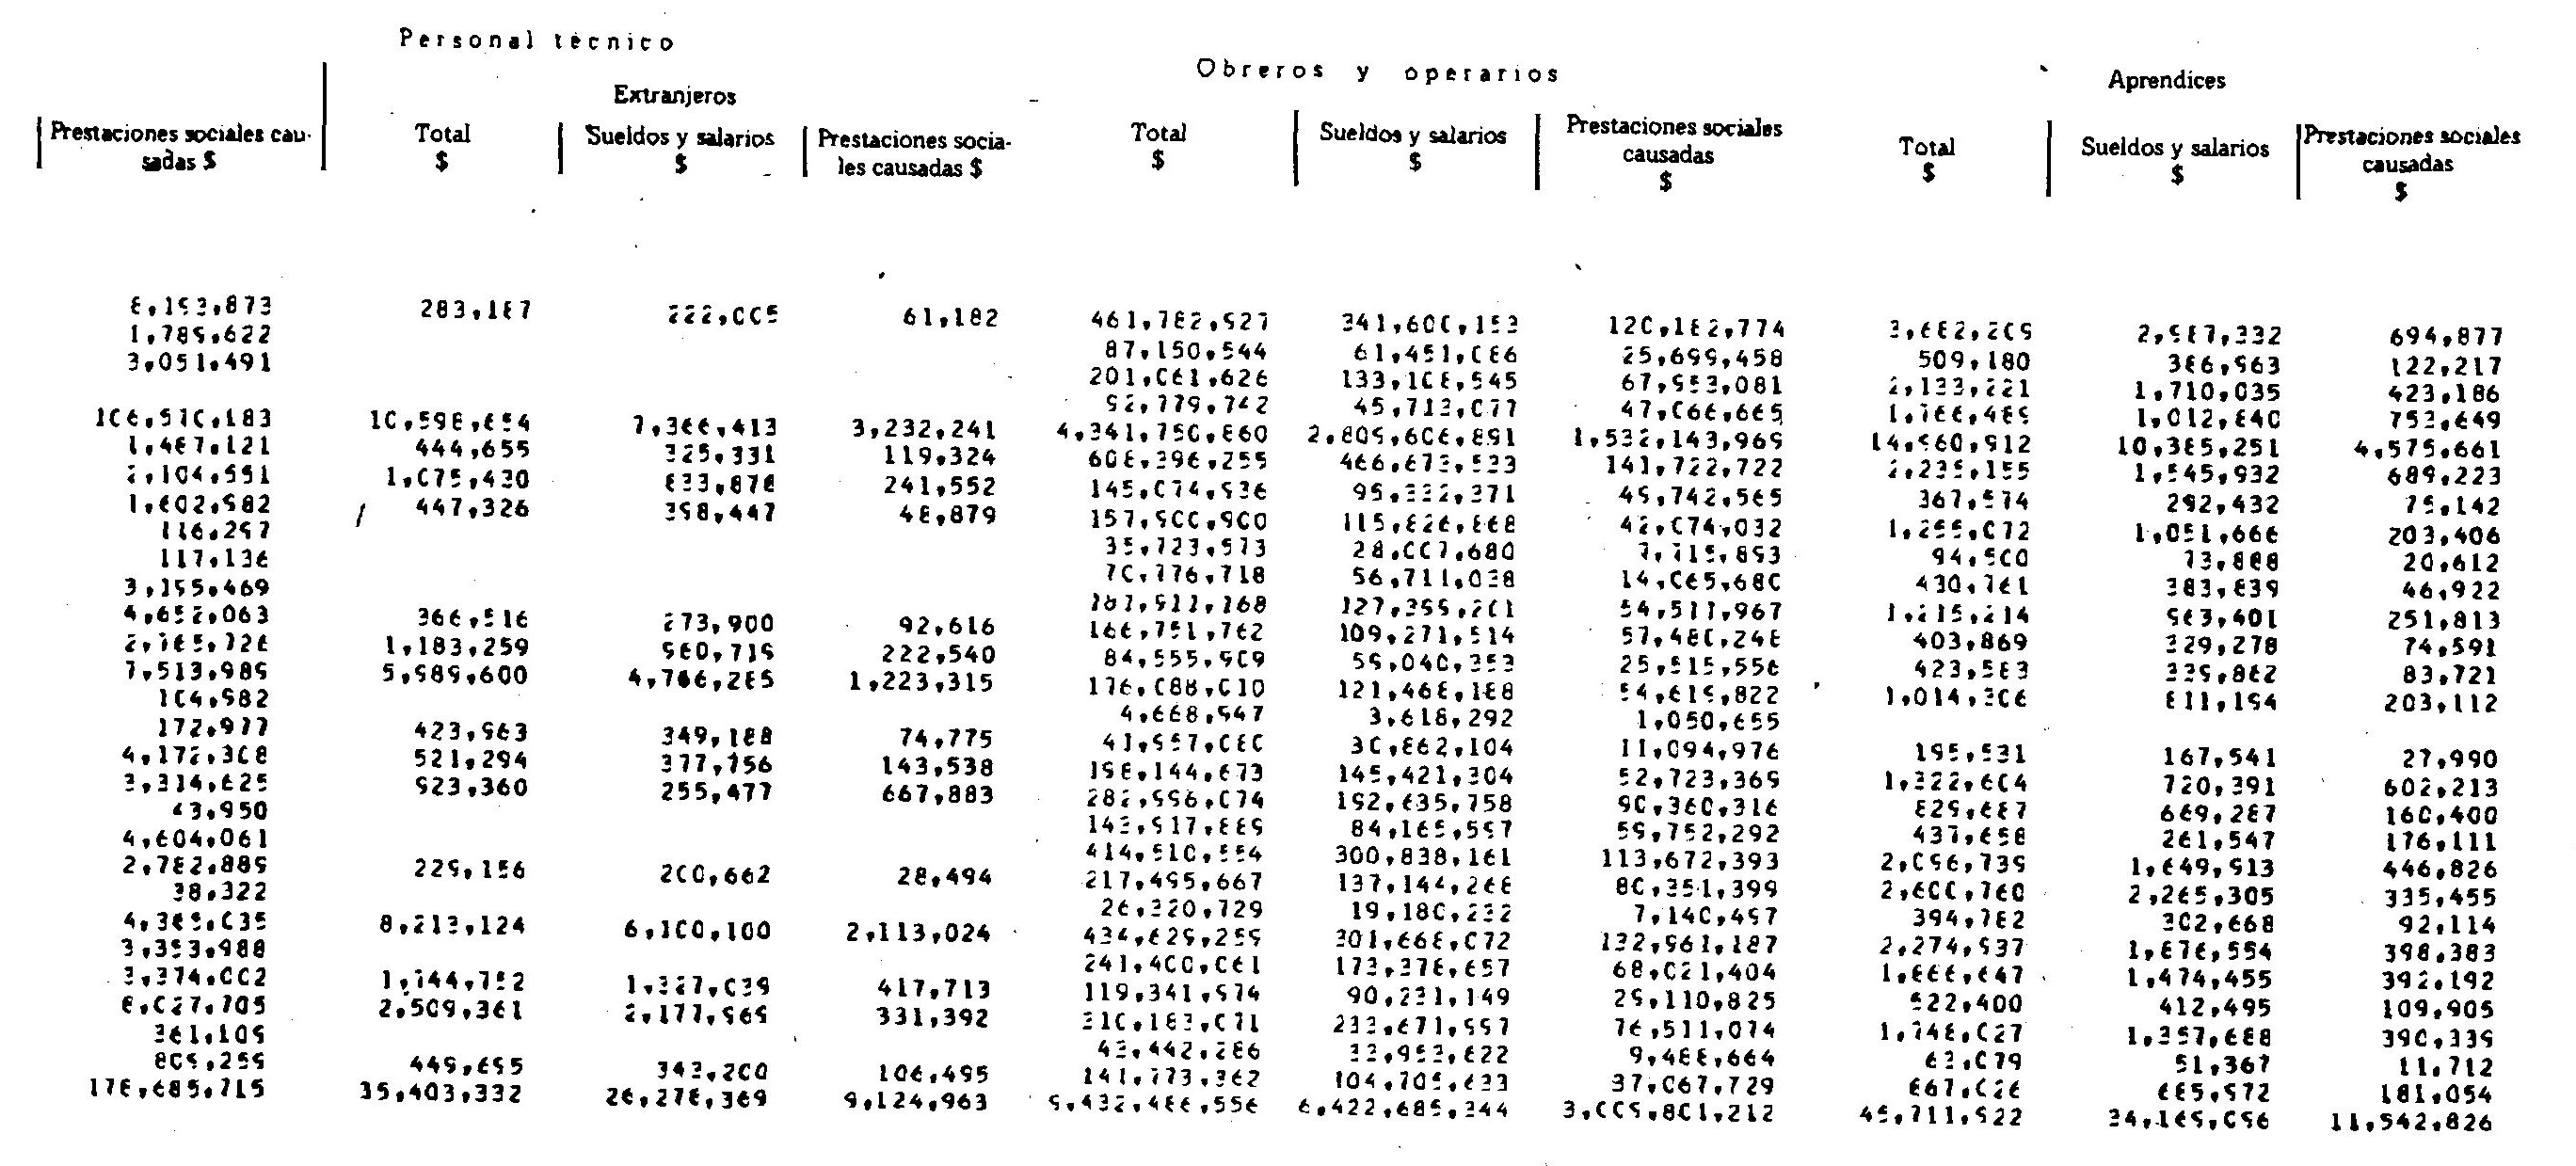 Personal técnico
Obreros y operarios
Aprendices
Extranjeros
Prestaciones sociales cau- Total Sueldos y salarios Prestaciones socia- Total Sueldos y salarios Prestaciones sociales Total Sueldos y salarios Prestaciones sociales
sadas $ $ $ les causadas $ $ $ causadas $ $ causadas
$ $
8,193,873 283,187 222,005 61,182 461,782,927 341,600,153 120,182,774 3,682,209 2,987,332 694,877
1,789,622 87,150,544 61,451,086 25,699,458 509,180 386,963 122,217
3,051,491 201,061,626 133,108,545 67,953,081 2,133,221 1,710,035 423,186
92,779,742 45,713,077 47,066,665 1,766,489 1,012,840 753,649
106,510,183 10,598,654 7,366,413 3,232,241 4,341,750,860 2,809,606,891 1,532,143,969 14,960,912 10,385,251 4,575,661
1,487,121 444,655 325,331 119,324 608,396,255 466,673,533 141,722,722 2,235,155 1,545,932 689,223
2,104,551 1,075,430 833,878 241,552 145,074,936 95,332,371 49,742,565 367,574 292,432 75,142
1,602,982 447,326 398,447 48,879 157,900,900 115,826,868 42,074,032 1,255,072 1,051,666 203,406
116,297 35,723,573 28,007,680 7,715,893 94,500 73,888 20,612
117,136 70,776,718 56,711,038 14,065,680 430,761 383,839 46,922
3,155,469 181,911,168 127,399,201 54,511,967 1,215,214 963,401 251,813
4,652,063 366,516 273,900 92,616 166,751,762 109,271,514 57,480,248 403,869 329,278 74,591
2,765,726 1,183,259 960,719 222,540 84,555,909 59,040,353 25,515,556 423,583 339,862 83,721
7,513,989 5,989,600 4,766,285 1,223,315 176,088,010 121,468,188 54,619,822 1,014,306 811,194 203,112
104,982 4,668,947 3,618,292 1,050,655
172,977 423,963 349,188 74,775 41,957,080 30,862,104 11,094,976 195,531 167,541 27,990
4,172,308 521,294 377,756 143,538 198,144,673 145,421,304 52,723,369 1,322,604 720,391 602,213
3,314,625 923,360 255,477 667,883 282,996,074 192,635,758 90,360,316 829,687 669,287 160,400
43,950 143,917,889 84,165,597 59,752,292 437,658 261,547 176,111
4,604,061 414,510,554 300,838,161 113,672,393 2,096,739 1,649,913 446,826
2,782,889 229,156 200,662 28,494 217,495,667 137,144,268 80,351,399 2,600,760 2,265,305 335,455
38,322 26,320,729 19,180,232 7,140,497 394,782 302,668 92,114
4,365,035 8,213,124 6,100,100 2,113,024 434,629,259 301,668,072 132,961,187 2,274,937 1,876,554 398,383
3,353,988 241,400,061 173,378,657 68,021,404 1,866,647 1,474,455 392,192
3,374,002 1,744,752 1,327,039 417,713 119,341,974 90,231,149 29,110,825 522,400 412,495 109,905
8,027,705 2,509,361 2,177,969 331,392 310,183,071 233,671,997 76,511,074 1,748,027 1,357,688 390,339
361,109 43,442,286 33,953,622 9,488,664 63,079 51,367 11,712
809,259 449,695 343,200 106,495 141,773,362 104,705,633 37,067,729 867,026 685,972 181,054
178,685,715 35,403,332 26,278,369 9,124,963 9,432,486,556 6,422,685,344 3,009,801,212 45,711,922 34,169,096 11,542,826